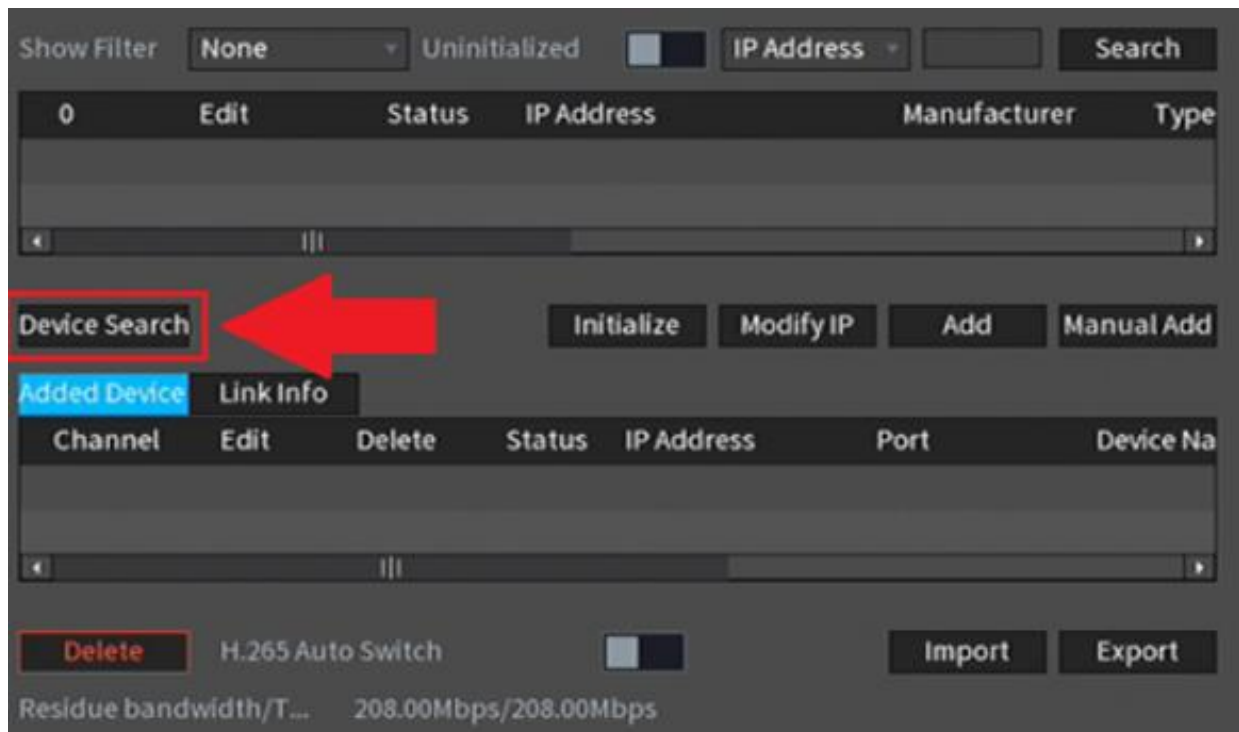 Show Filter None Uninitialized IP Address Search
0 Edit Status IP Address Manufacturer Type
Device Search Initialize Modify IP Add Manual Add
Added Device Link Info
Channel Edit Delete Status IP Address Port Device Na
Delete H.265 Auto Switch Import Export
Residue bandwidth/T... 208.00Mbps/208.00Mbps